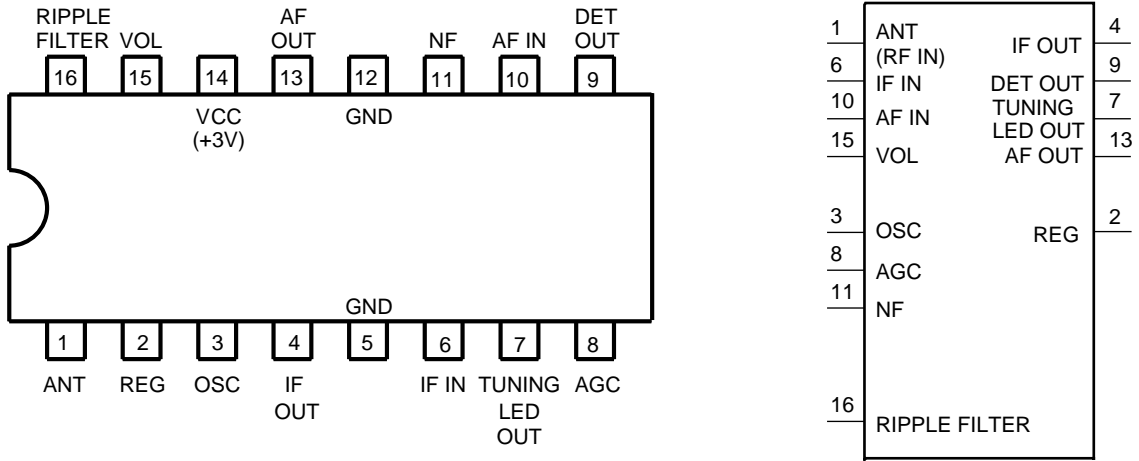 RIPPLE
FILTER
VOL
AF
OUT
NF
AF IN
DET
OUT
16
15
14
13
12
11
10
9
VCC
(+3V)
GND
GND
1
2
3
4
5
6
7
8
ANT
REG
OSC
IF
OUT
IF IN
TUNING
LED
OUT
AGC
1
ANT
(RF IN)
6
IF IN
10
AF IN
15
VOL
3
OSC
8
AGC
11
NF
16
RIPPLE FILTER
4
IF OUT
9
DET OUT
7
TUNING
LED OUT
13
AF OUT
2
REG